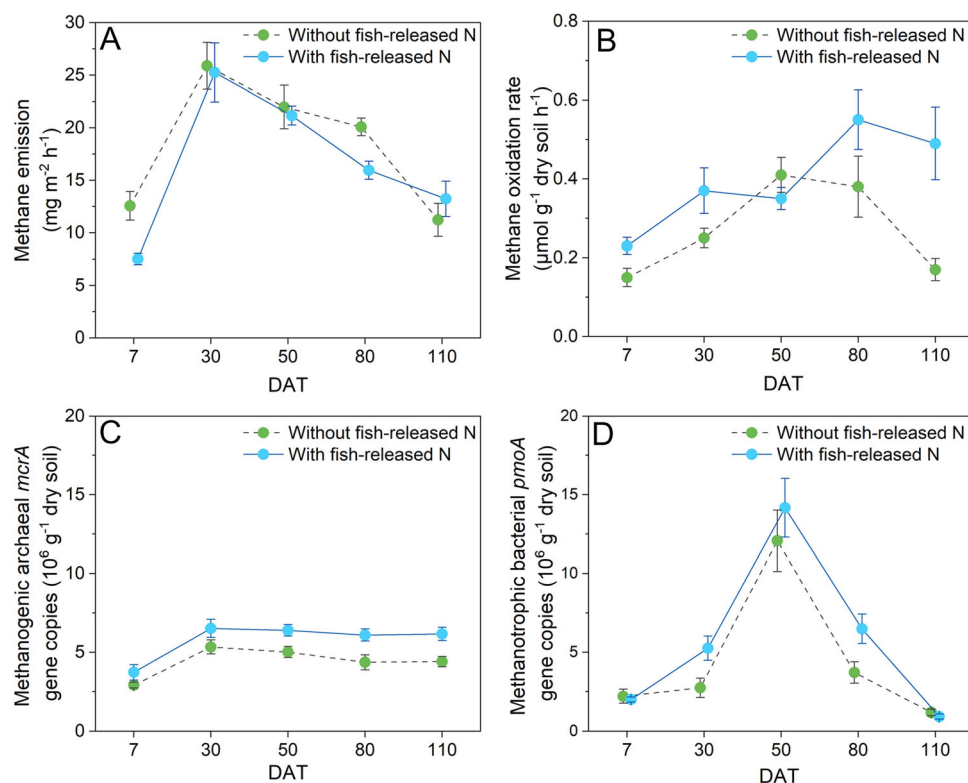 A
Without fish-released N
With fish-released N
Methane emission
(mg m⁻² h⁻¹)
30
25
20
15
10
5
0
7 30 50 80 110
DAT
B
Without fish-released N
With fish-released N
Methane oxidation rate
(μmol g⁻¹ dry soil h⁻¹)
0.8
0.6
0.4
0.2
0.0
7 30 50 80 110
DAT
C
Without fish-released N
With fish-released N
Methanogenic archaeal mcrA
gene copies (10⁶ g⁻¹ dry soil)
20
15
10
5
0
7 30 50 80 110
DAT
D
Without fish-released N
With fish-released N
Methanotrophic bacterial pmoA
gene copies (10⁶ g⁻¹ dry soil)
20
15
10
5
0
7 30 50 80 110
DAT